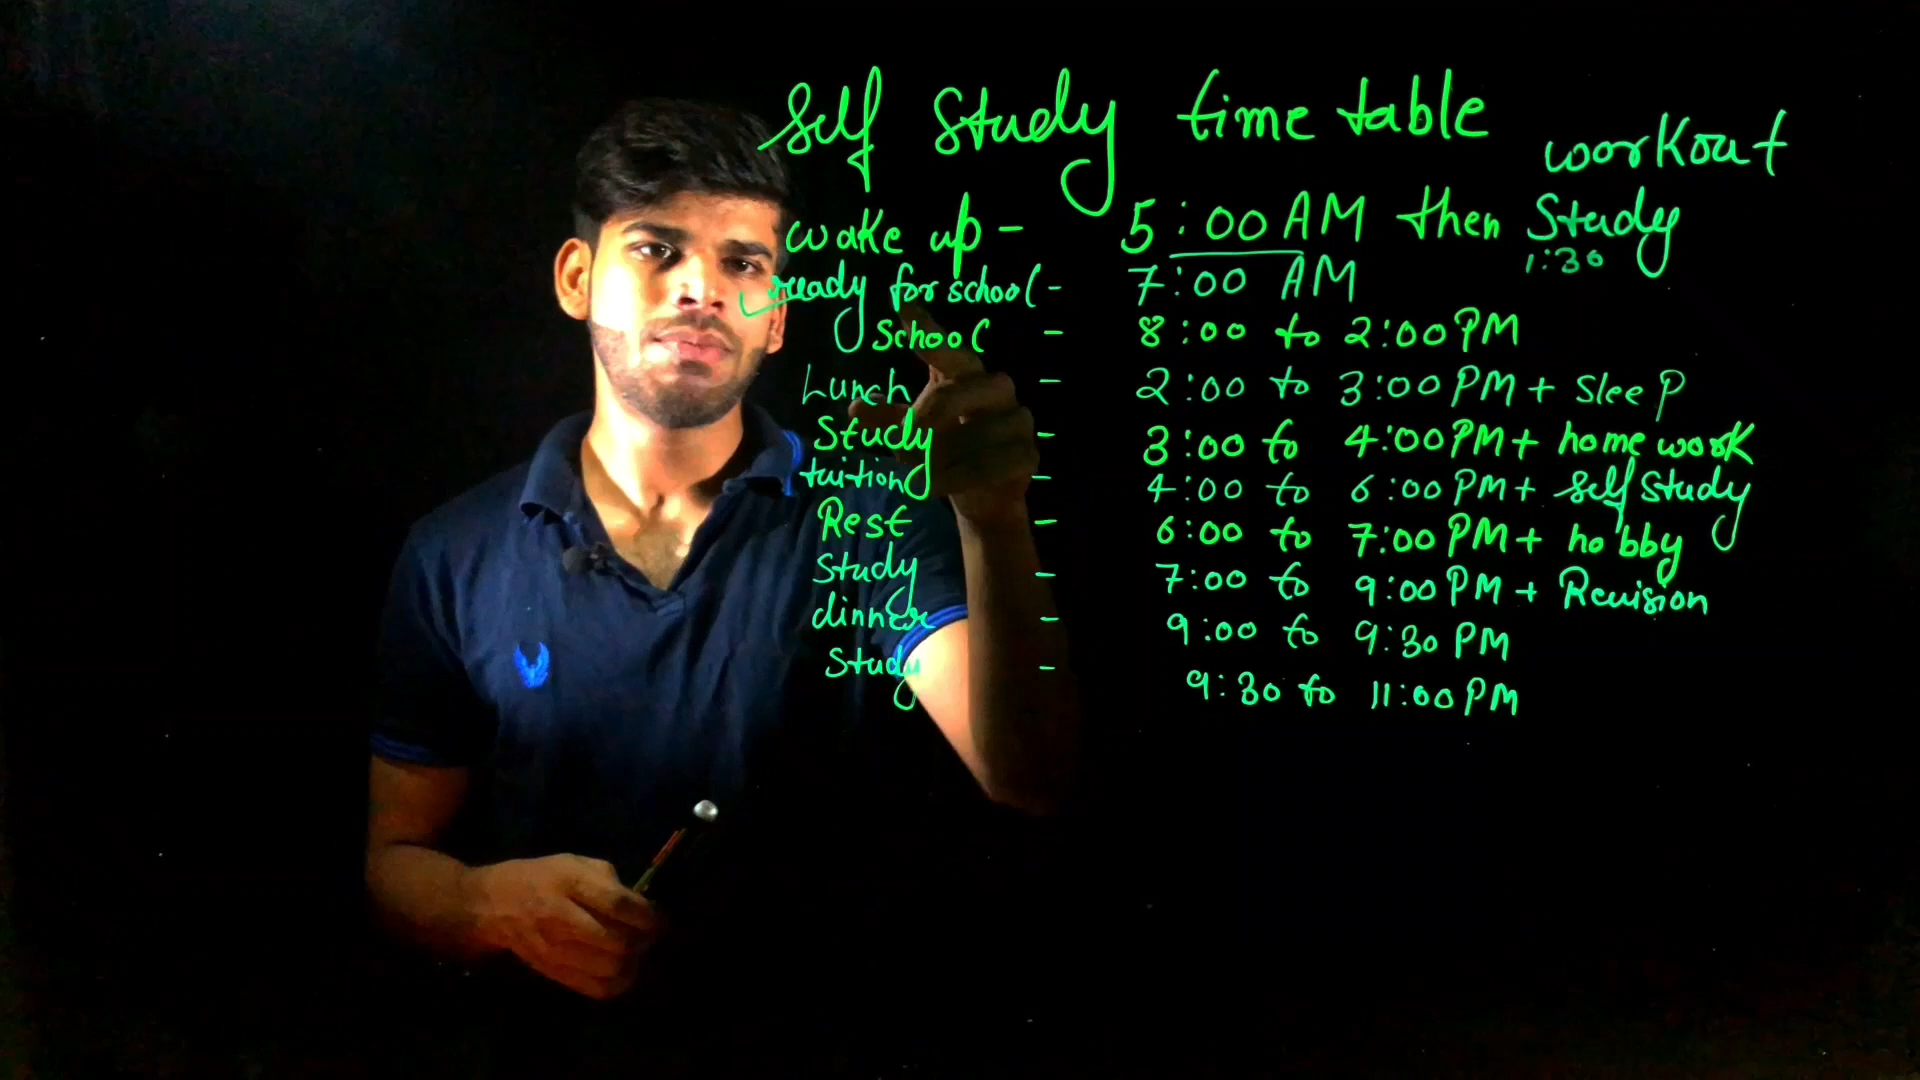 Self Study time table
workout
wake up - 5:00 AM then Study
1:30
ready for school - 7:00 AM
School - 8:00 to 2:00 PM
Lunch - 2:00 to 3:00 PM + Sleep
Study - 3:00 to 4:00 PM + home work
tuition - 4:00 to 6:00 PM + Self Study
Rest - 6:00 to 7:00 PM + hobby
Study - 7:00 to 9:00 PM + Revision
dinner - 9:00 to 9:30 PM
Study - 9:30 to 11:00 PM